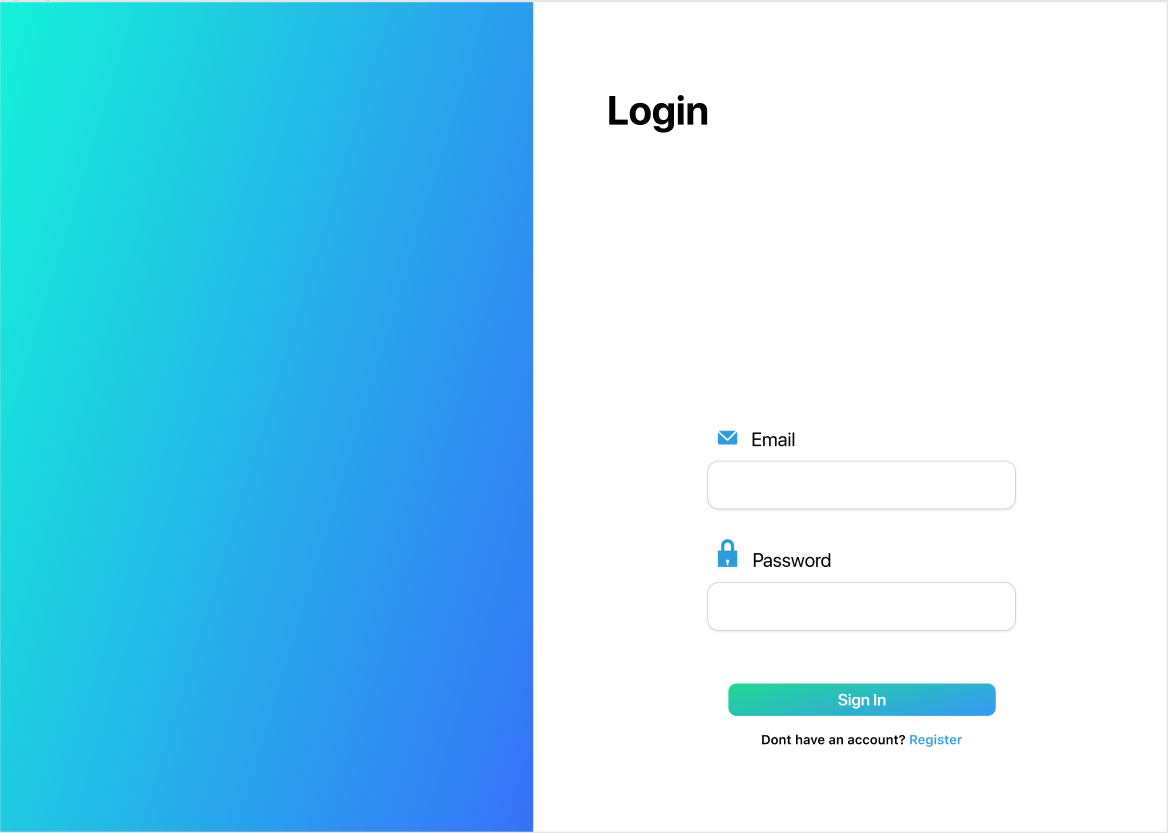 Login
Email
Password
Sign In
Dont have an account? Register